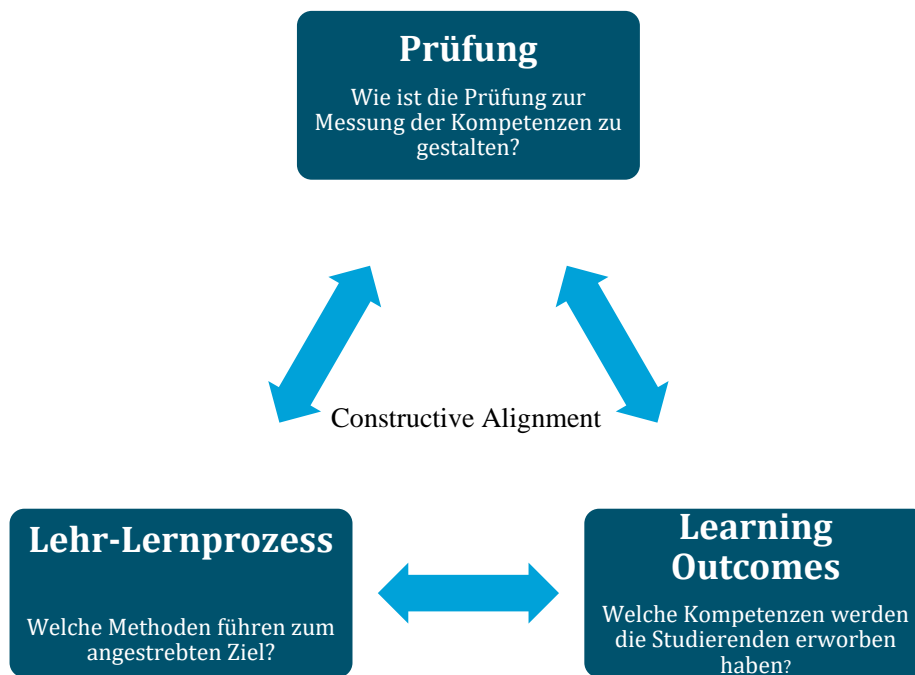 Prüfung
Wie ist die Prüfung zur
Messung der Kompetenzen zu
gestalten?
Constructive Alignment
Lehr-Lernprozess
Welche Methoden führen zum
angestrebten Ziel?
Learning
Outcomes
Welche Kompetenzen werden
die Studierenden erworben
haben?